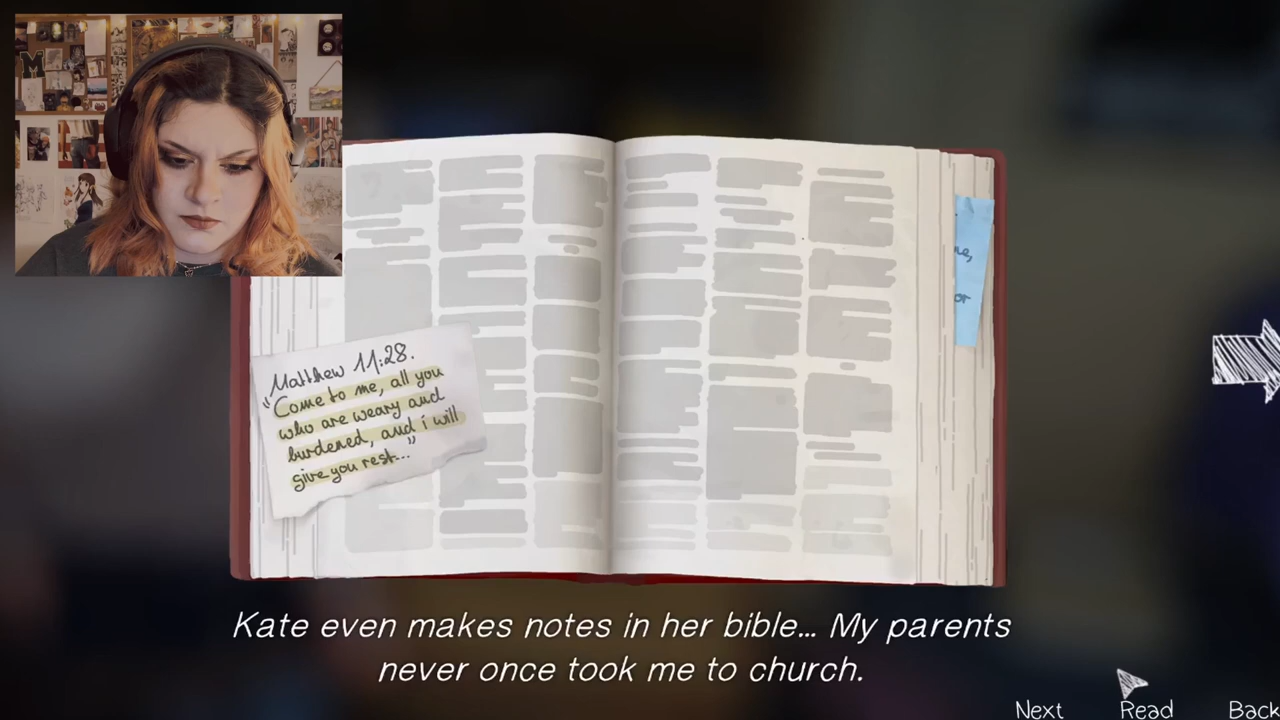 M
Matthew 11:28.
"Come to me, all you
who are weary and
burdened, and i will
give you rest..."
or
Kate even makes notes in her bible... My parents
never once took me to church.
Next Read Back